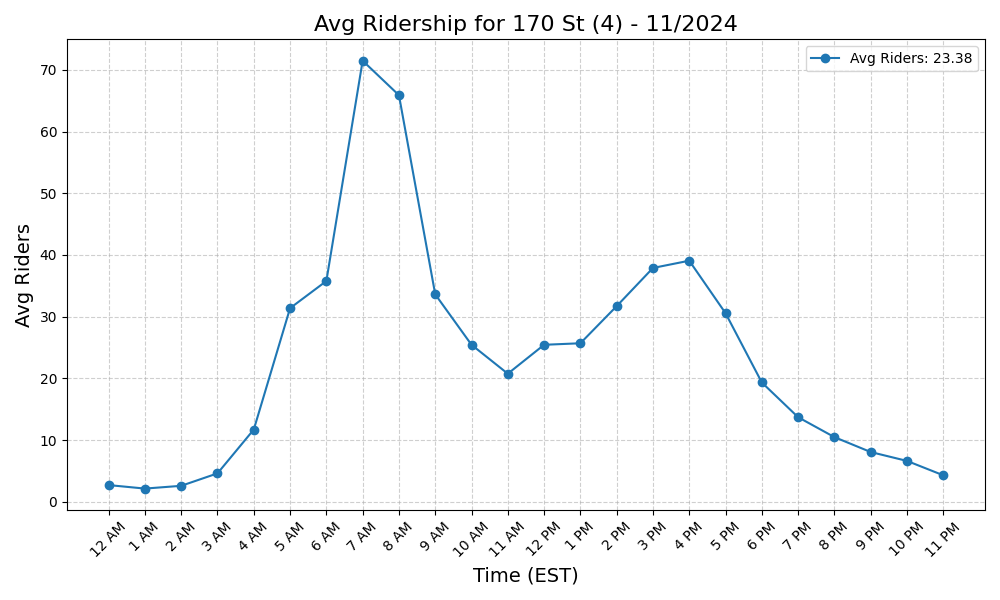 Avg Ridership for 170 St (4) - 11/2024
Avg Riders: 23.38
Avg Riders
70
60
50
40
30
20
10
0
12 AM
1 AM
2 AM
3 AM
4 AM
5 AM
6 AM
7 AM
8 AM
9 AM
10 AM
11 AM
12 PM
1 PM
2 PM
3 PM
4 PM
5 PM
6 PM
7 PM
8 PM
9 PM
10 PM
11 PM
Time (EST)